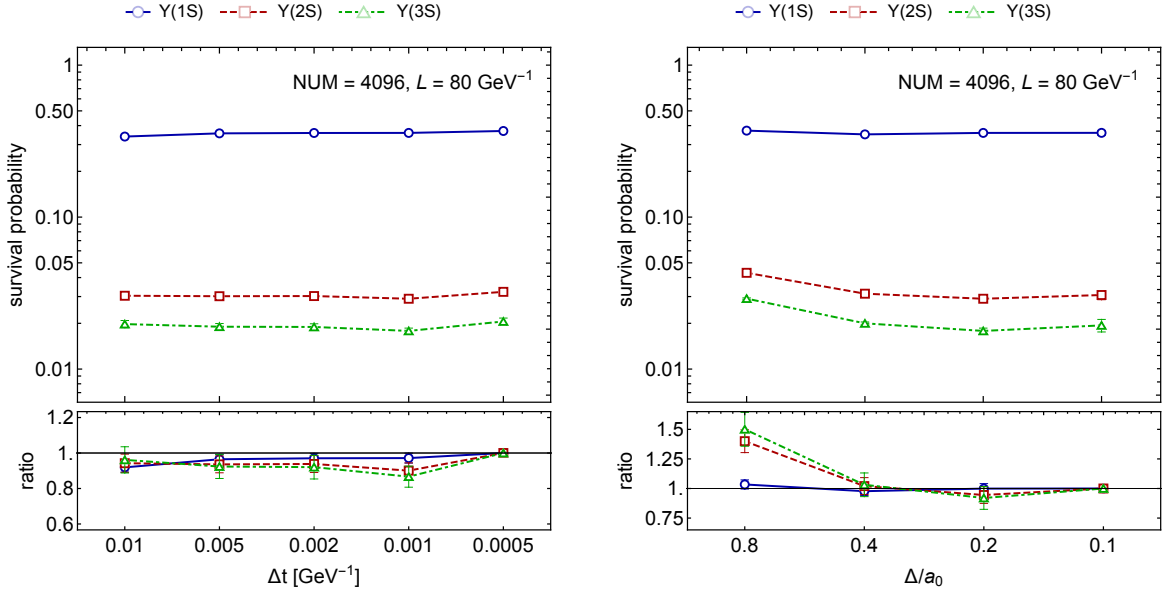 Υ(1S) Υ(2S) Υ(3S)
NUM = 4096, L = 80 GeV⁻¹
survival probability
1
0.50
0.10
0.05
0.01
ratio
1.2
1.0
0.8
0.6
0.01 0.005 0.002 0.001 0.0005
Δt [GeV⁻¹]
Υ(1S) Υ(2S) Υ(3S)
NUM = 4096, L = 80 GeV⁻¹
survival probability
1
0.50
0.10
0.05
0.01
ratio
1.5
1.25
1.
0.75
0.8 0.4 0.2 0.1
Δ/a₀